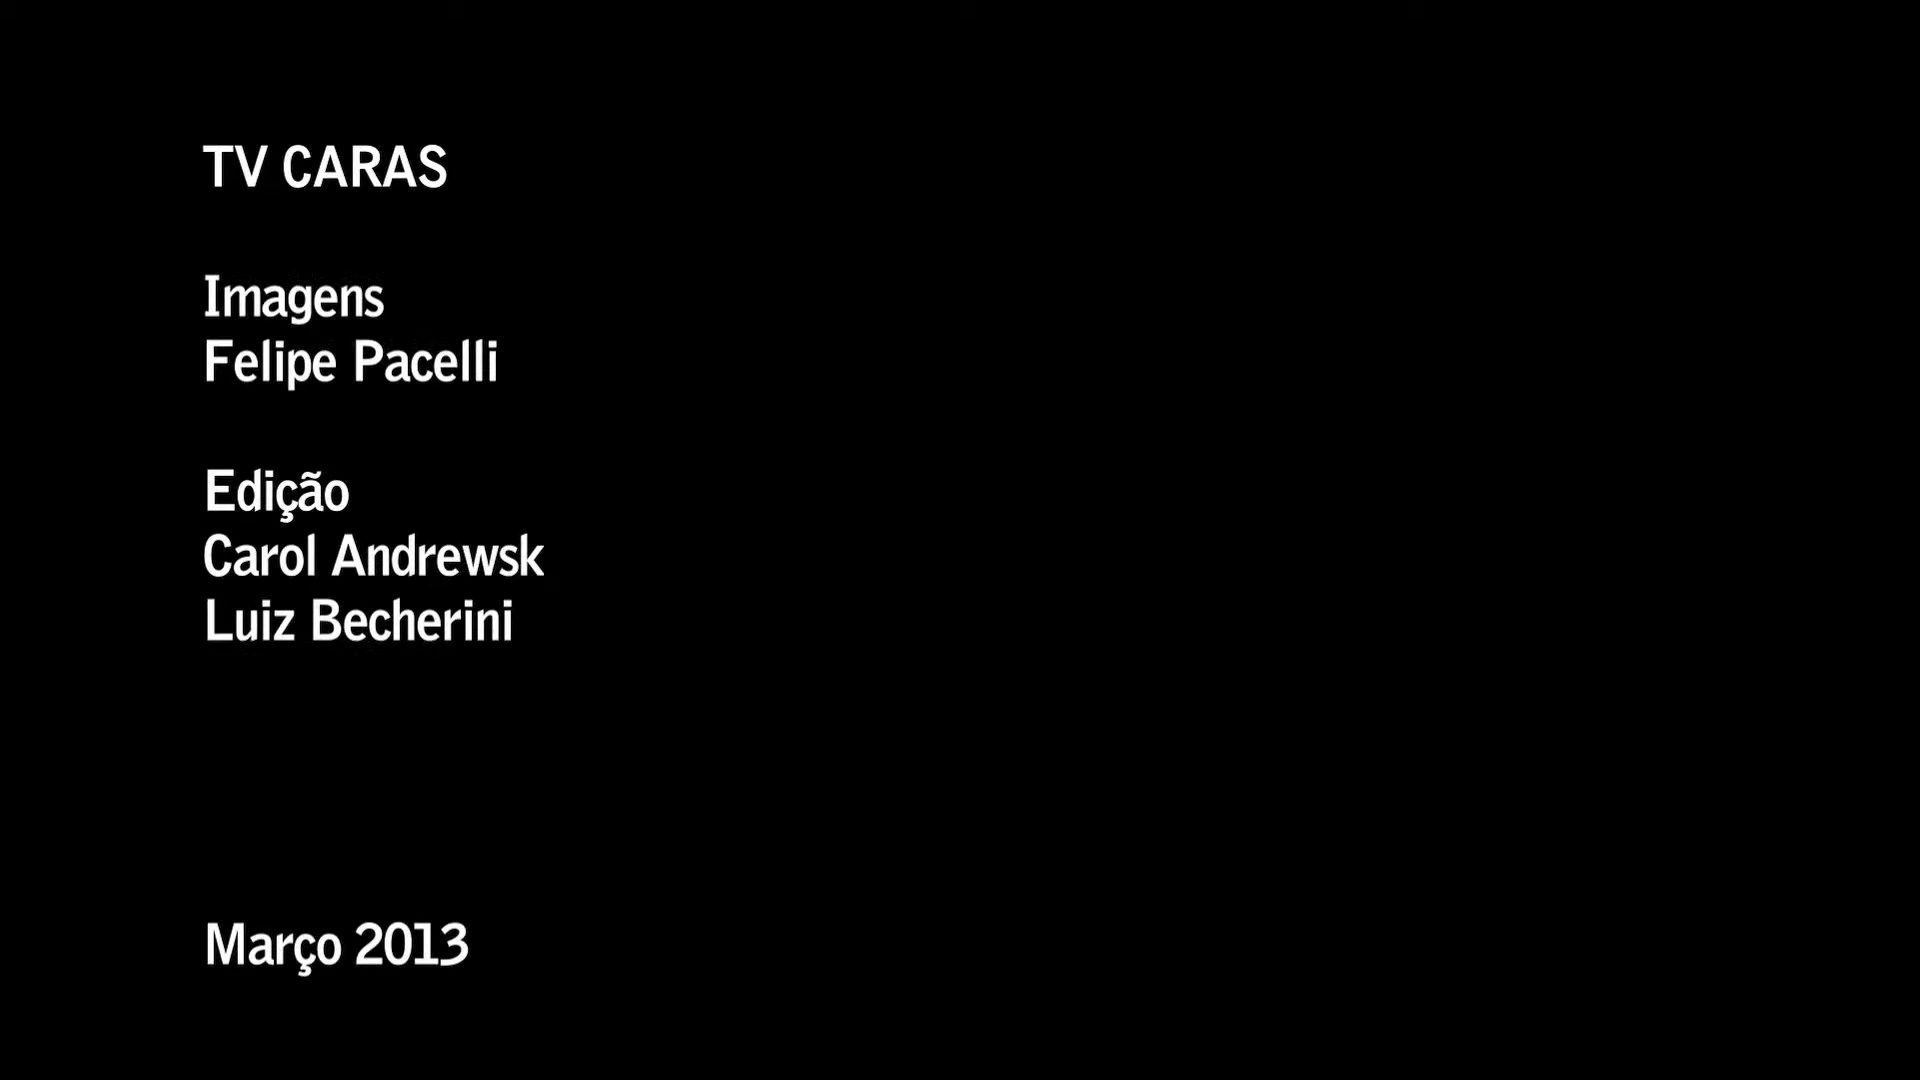 TV CARAS
Imagens
Felipe Pacelli
Edição
Carol Andrewsk
Luiz Becherini
Março 2013